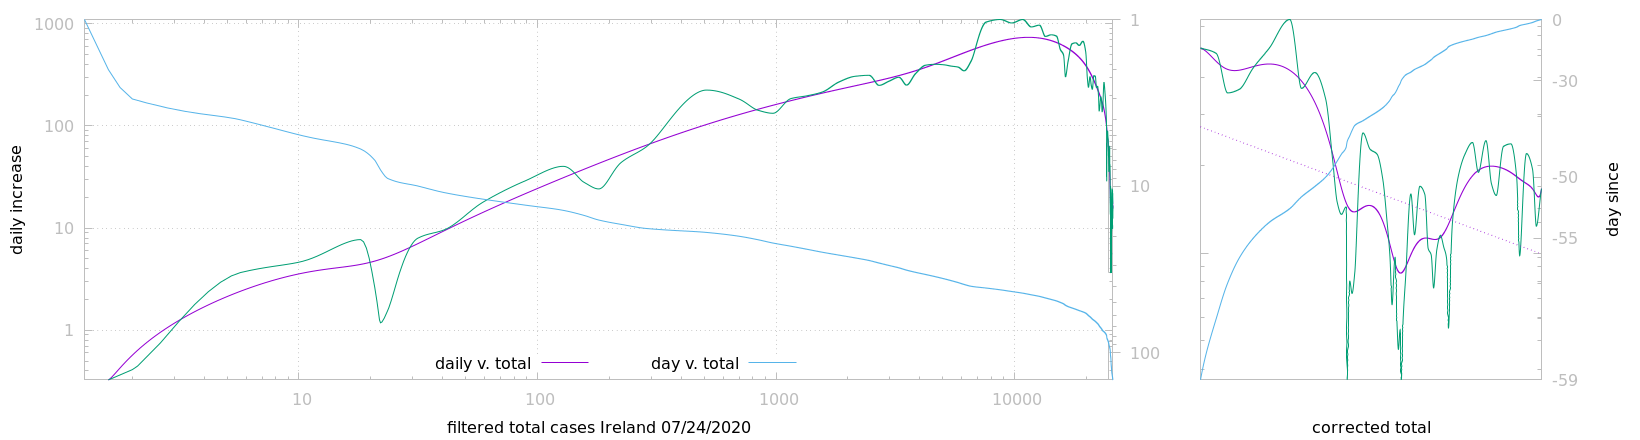 1000
100
10
1
daily increase
1
10
100
10
100
1000
10000
daily v. total
day v. total
filtered total cases Ireland 07/24/2020
0
-30
-50
-55
-59
day since
corrected total